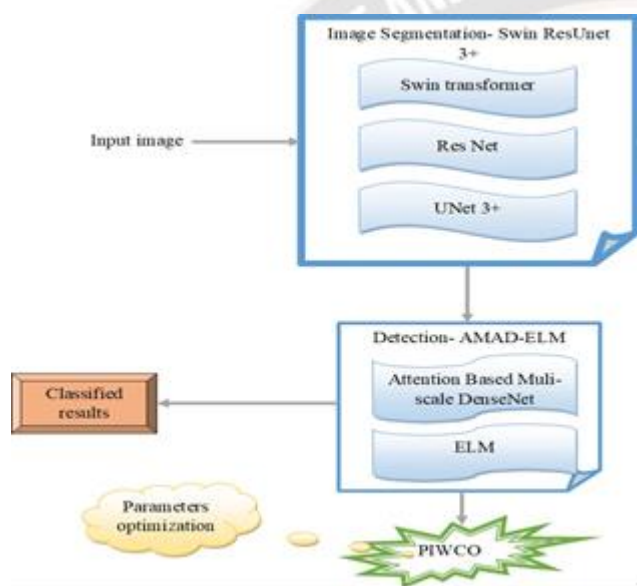 Image Segmentation- Swin ResUnet
3+
Swin transformer
Input image
Res Net
UNet 3+
Detection- AMAD-ELM
Attention Based Muli-
scale DenseNet
Classified
results
ELM
Parameters
optimization
PIWCO